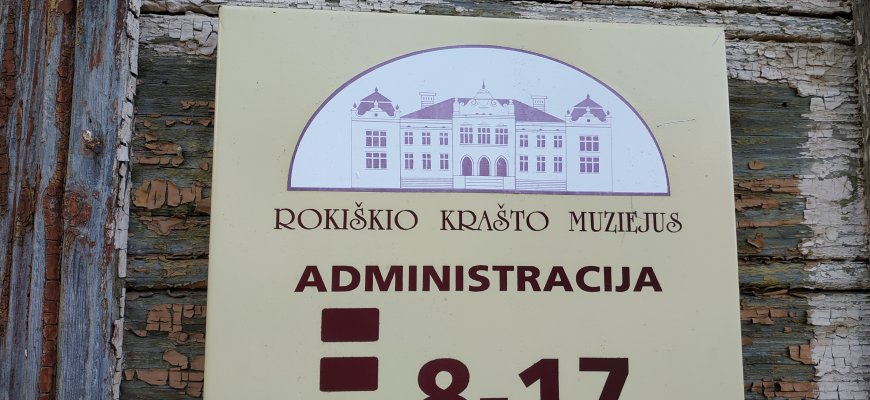 ROKIŠKIO KRAŠTO MUZIEJUS
ADMINISTRACIJA
8-17